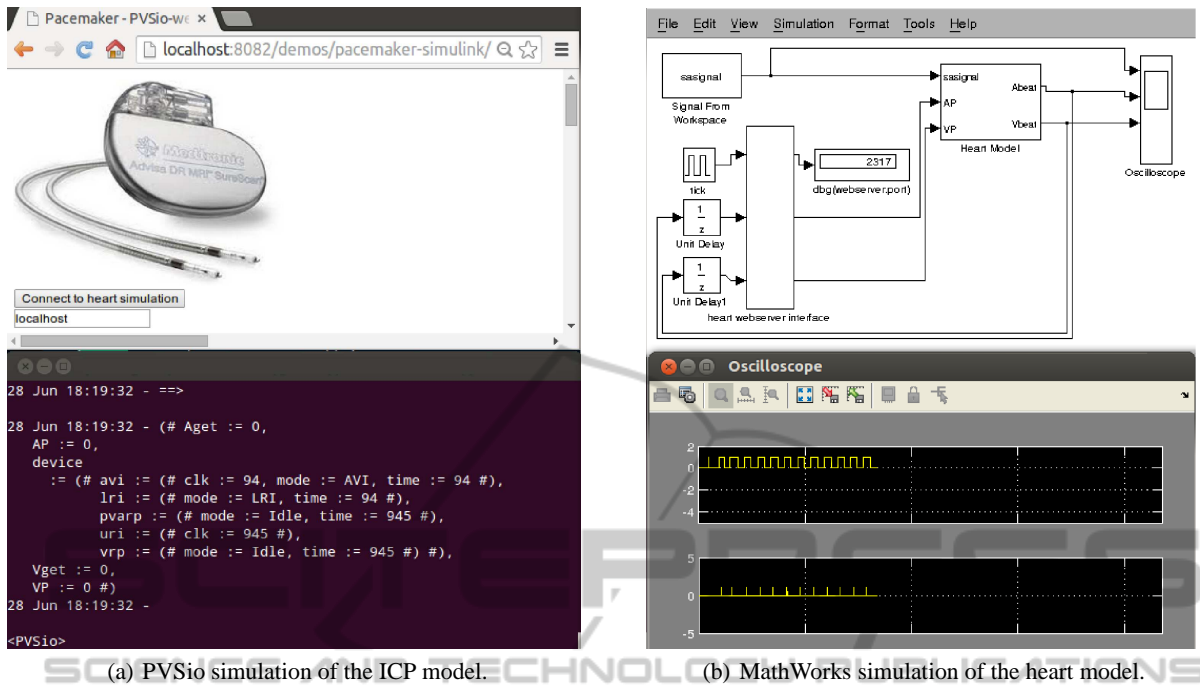 Pacemaker - PVSio-we ×
localhost:8082/demos/pacemaker-simulink/
Medtronic
Advisa DR MRI™ SureScan®
Connect to heart simulation
localhost
28 Jun 18:19:32 - ==>
28 Jun 18:19:32 - (# Aget := 0,
AP := 0,
device
:= (# avi := (# clk := 94, mode := AVI, time := 94 #),
lri := (# mode := LRI, time := 94 #),
pvarp := (# mode := Idle, time := 945 #),
uri := (# clk := 945 #),
vrp := (# mode := Idle, time := 945 #) #),
Vget := 0,
VP := 0 #)
28 Jun 18:19:32 -
<PVSio>
(a) PVSio simulation of the ICP model.
File Edit View Simulation Format Tools Help
sasignal
Signal From
Workspace
sasignal
AP
VP
Abeat
Vbeat
Heart Model
Oscilloscope
tick
2317
dbg(webserver.port)
1
z
Unit Delay
1
z
Unit Delay1
heart webserver interface
Oscilloscope
2
0
-2
-4
5
0
-5
(b) MathWorks simulation of the heart model.
SCITEPRESS
SCIENCE AND TECHNOLOGY PUBLICATIONS